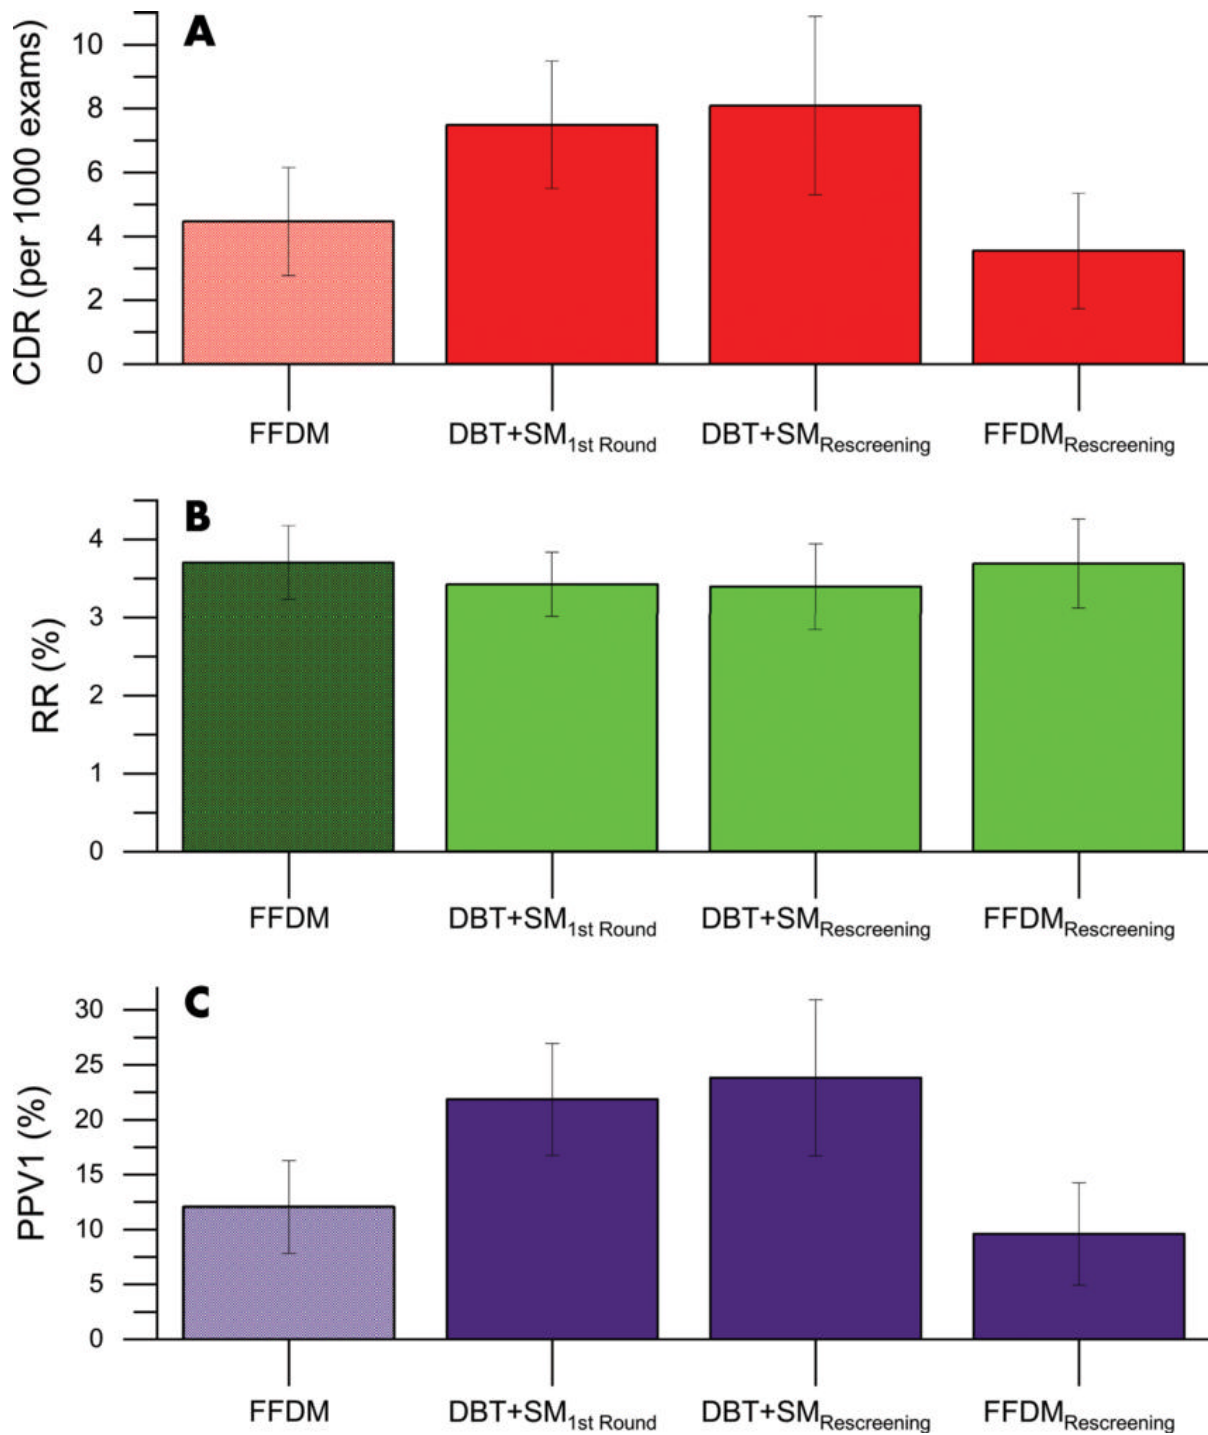 A
CDR (per 1000 exams)
10
8
6
4
2
0
FFDM
DBT+SM1st Round
DBT+SMRescreening
FFDMRescreening
B
RR (%)
4
3
2
1
0
FFDM
DBT+SM1st Round
DBT+SMRescreening
FFDMRescreening
C
PPV1 (%)
30
25
20
15
10
5
0
FFDM
DBT+SM1st Round
DBT+SMRescreening
FFDMRescreening